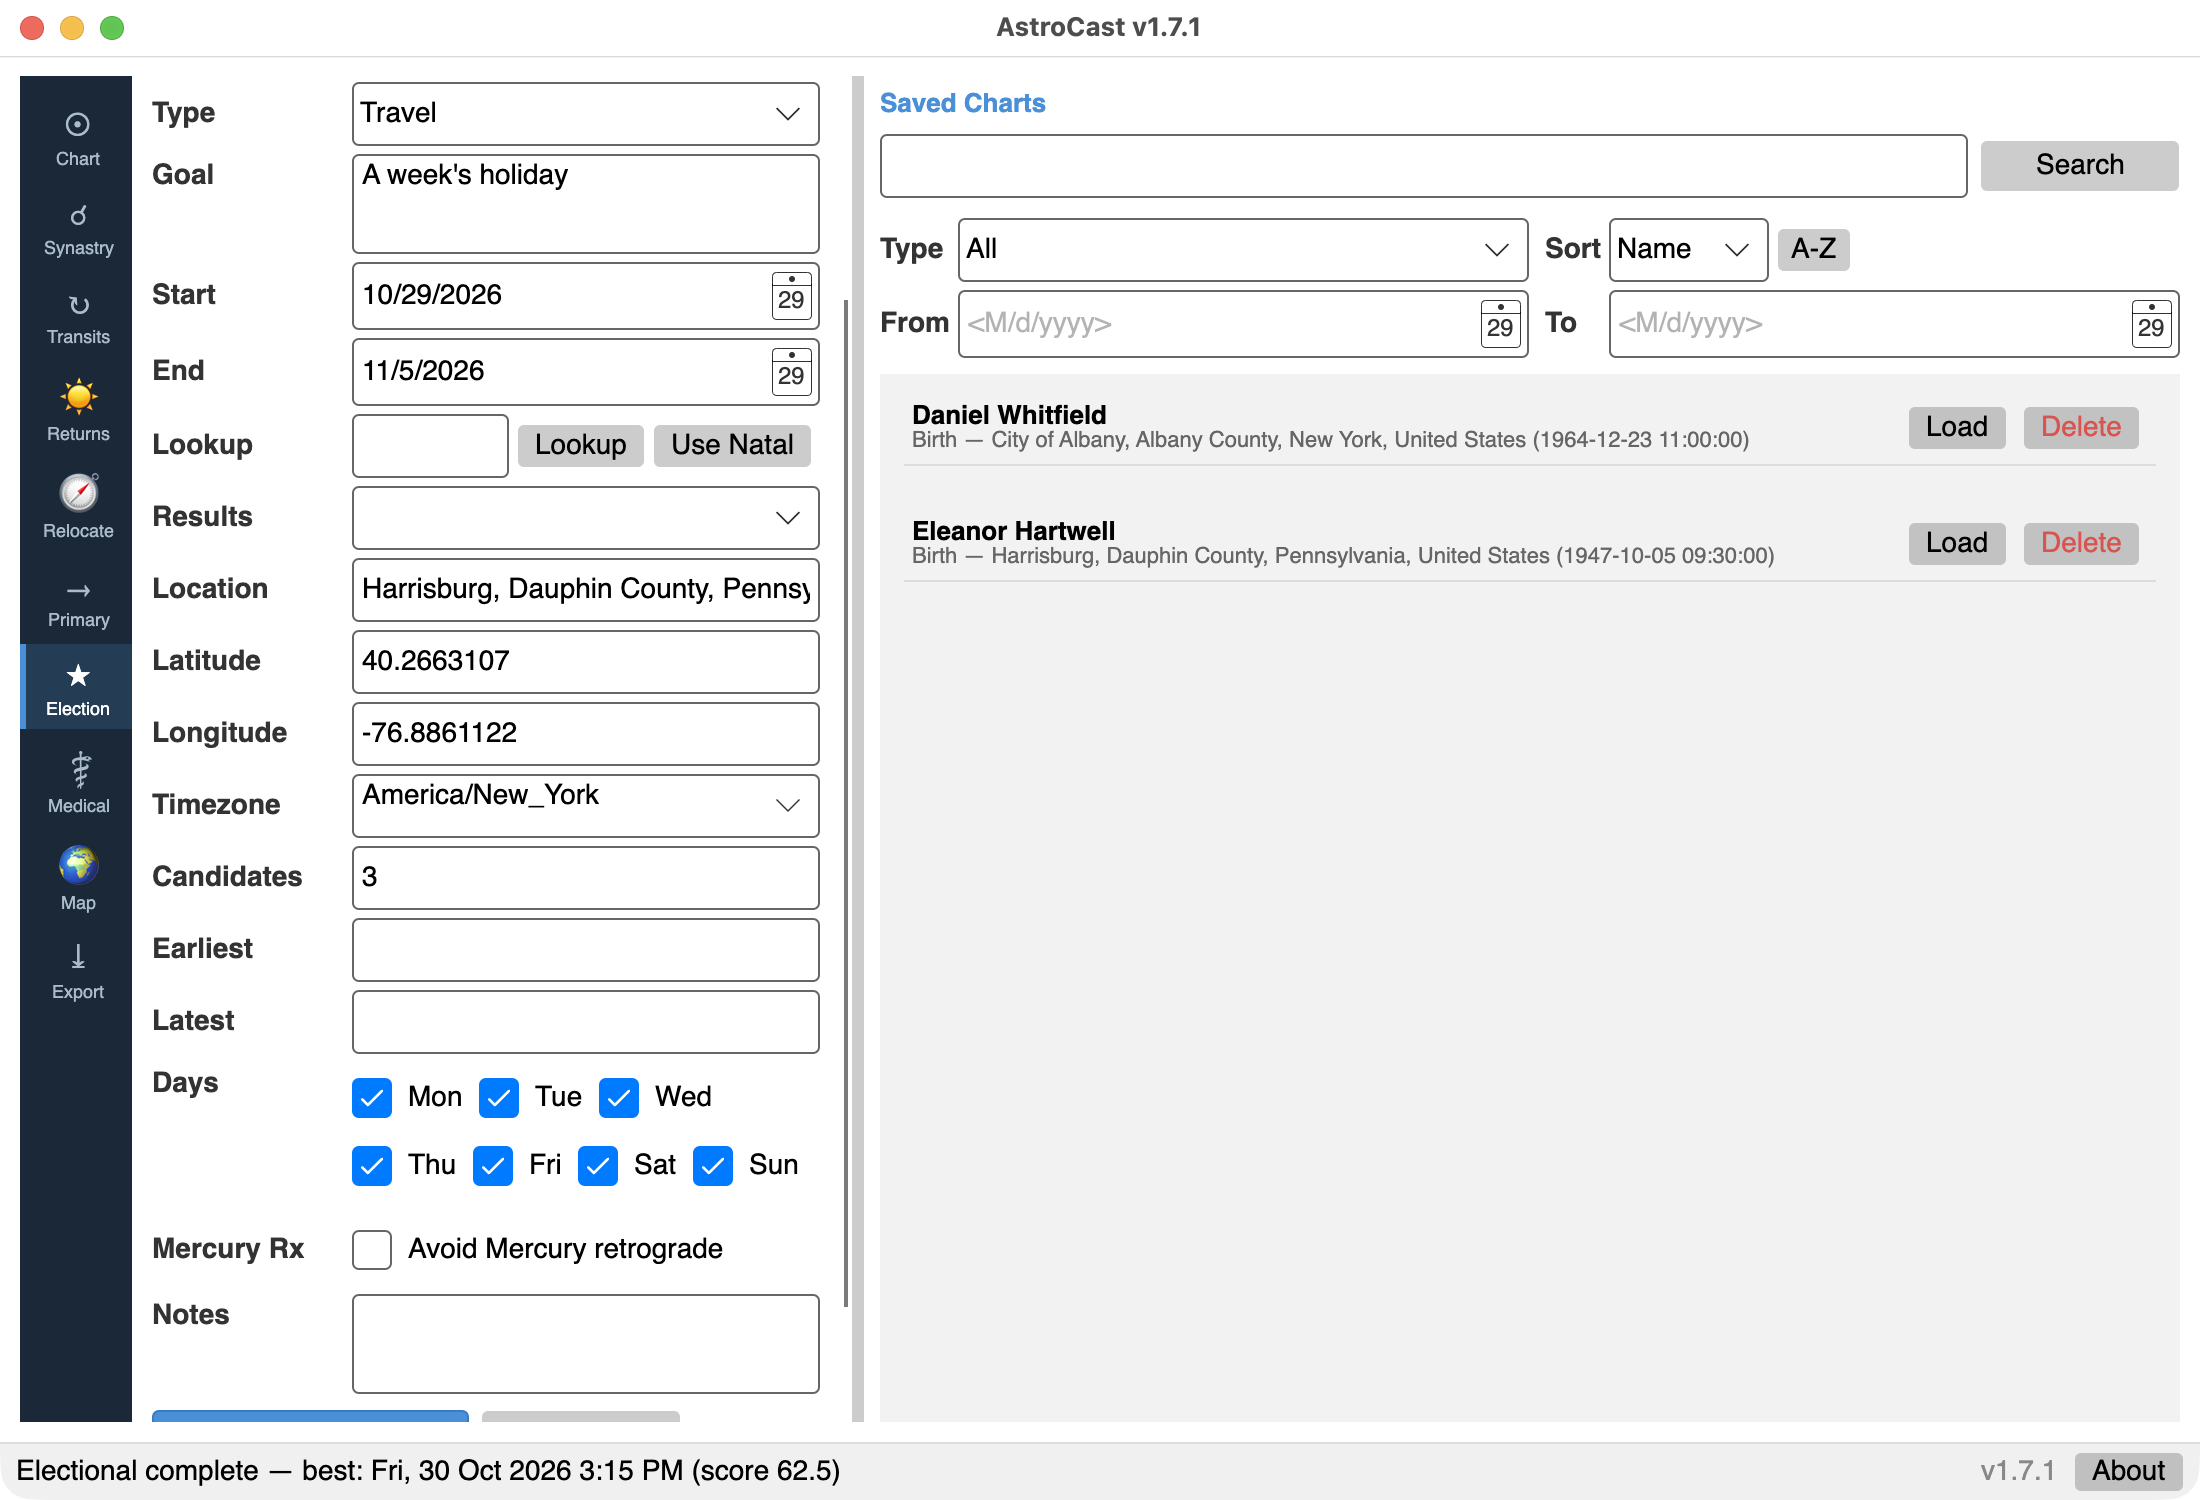 AstroCast v1.7.1
Chart
Synastry
Transits
Returns
Relocate
Primary
Election
Medical
Map
Export
Type Travel
Goal A week's holiday
Start 10/29/2026 29
End 11/5/2026 29
Lookup Lookup Use Natal
Results
Location Harrisburg, Dauphin County, Pennsy
Latitude 40.2663107
Longitude -76.8861122
Timezone America/New_York
Candidates 3
Earliest
Latest
Days Mon Tue Wed
Thu Fri Sat Sun
Mercury Rx Avoid Mercury retrograde
Notes
Saved Charts
Search
Type All Sort Name A-Z
From <M/d/yyyy> 29 To <M/d/yyyy> 29
Daniel Whitfield
Birth — City of Albany, Albany County, New York, United States (1964-12-23 11:00:00)
Load Delete
Eleanor Hartwell
Birth — Harrisburg, Dauphin County, Pennsylvania, United States (1947-10-05 09:30:00)
Load Delete
Electional complete — best: Fri, 30 Oct 2026 3:15 PM (score 62.5)
v1.7.1 About